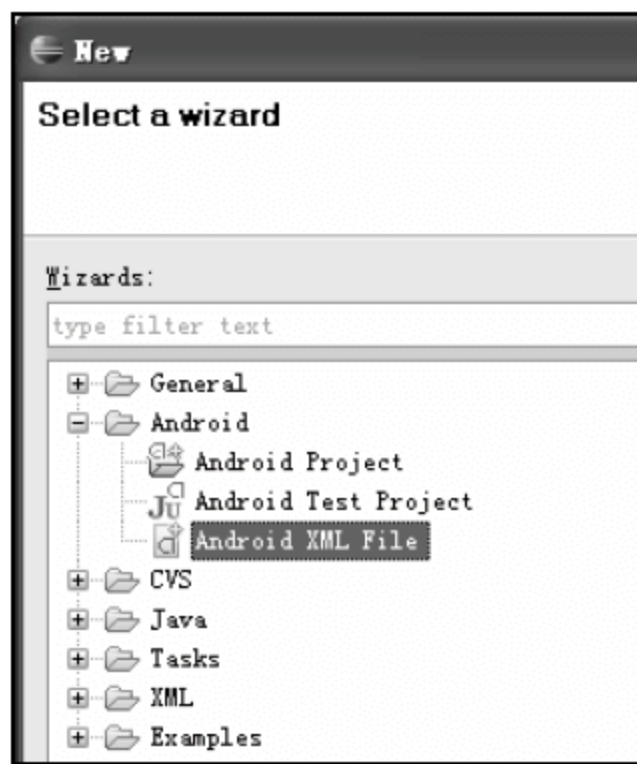 New
Select a wizard
Wizards:
type filter text
General
Android
Android Project
Android Test Project
Android XML File
CVS
Java
Tasks
XML
Examples